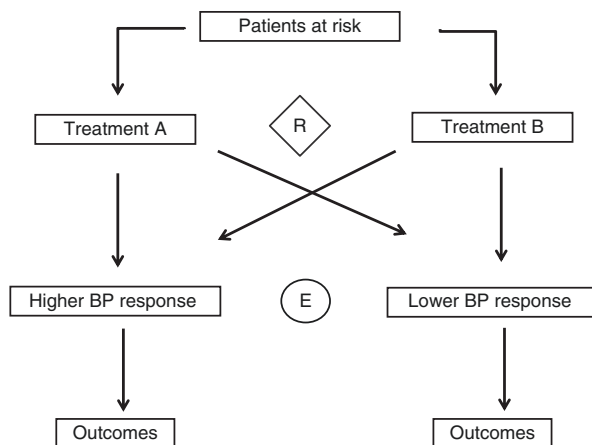 Patients at risk
Treatment A
R
Treatment B
Higher BP response
E
Lower BP response
Outcomes
Outcomes